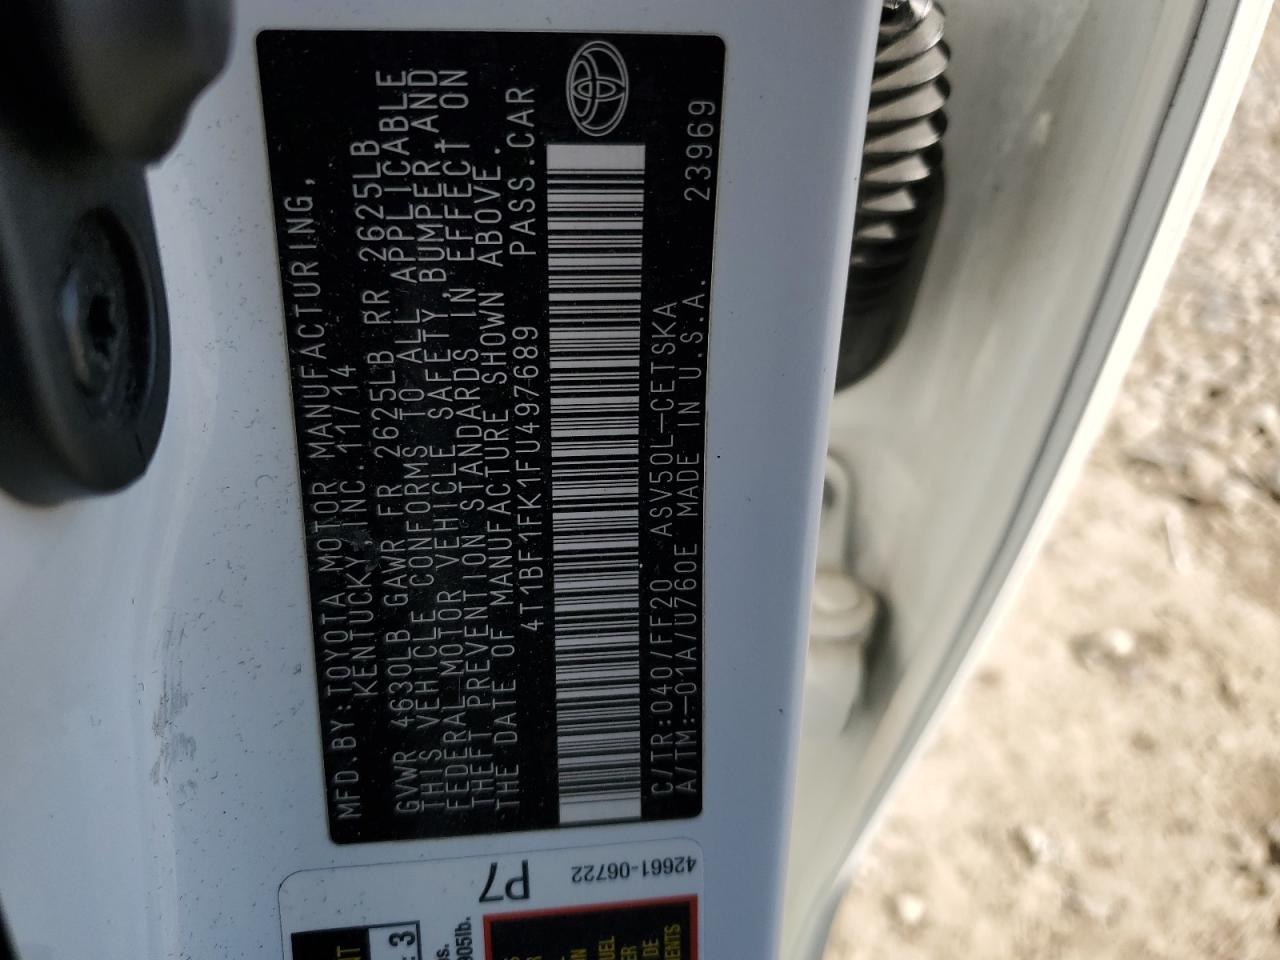 MFD.BY:TOYOTA MOTOR MANUFACTURING,
KENTUCKY,INC. 11/14
GVWR 4630LB GAWR FR 2625LB RR 2625LB
THIS VEHICLE CONFORMS TO ALL APPLICABLE
FEDERAL MOTOR VEHICLE SAFETY, BUMPER, AND
THEFT PREVENTION STANDARDS IN EFFECT ON
THE DATE OF MANUFACTURE SHOWN ABOVE.
4T1BF1FK1FU497689 PASS.CAR
C/TR:040/FF20 ASV50L-CETSKA 23969
A/TM:-01A/U760E MADE IN U.S.A.
42661-06722
P7
3
905lb.